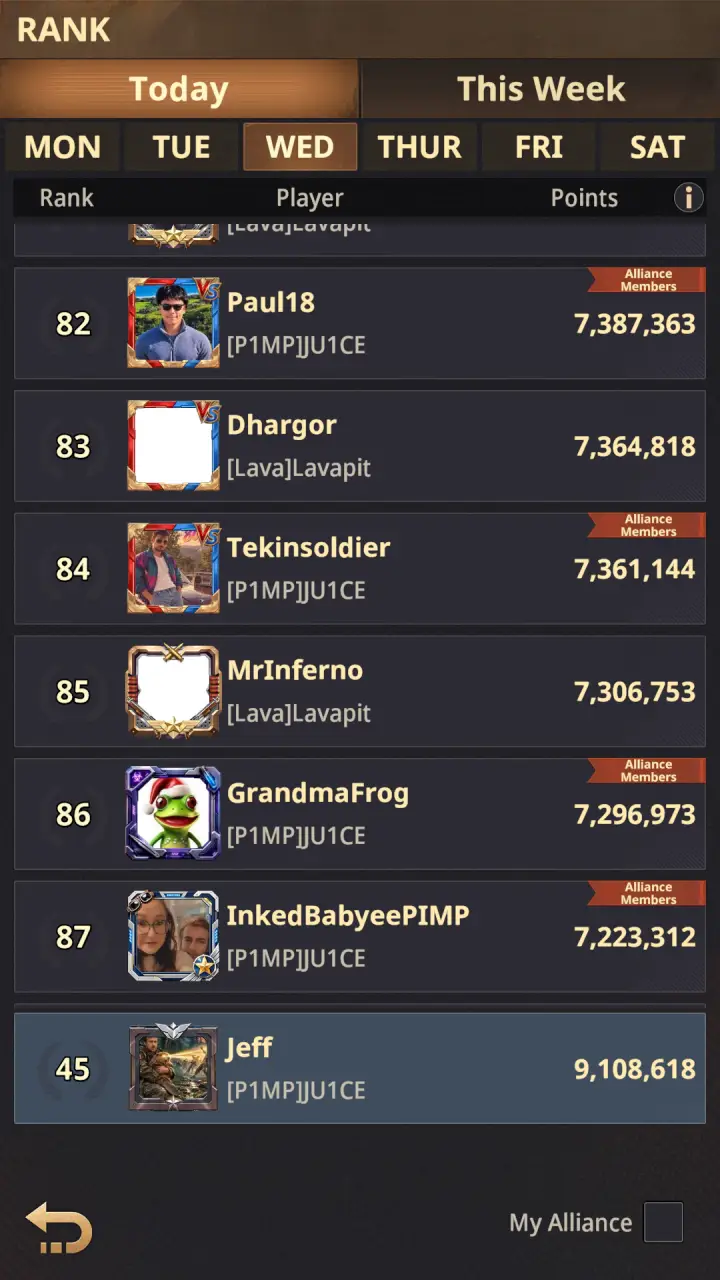 RANK
Today
This Week
MON
TUE
WED
THUR
FRI
SAT
Rank
Player
Points
[Lava]Lavapit
82
Paul18
[P1MP]JU1CE
Alliance
Members
7,387,363
83
Dhargor
[Lava]Lavapit
7,364,818
84
Tekinsoldier
[P1MP]JU1CE
Alliance
Members
7,361,144
85
MrInferno
[Lava]Lavapit
7,306,753
86
GrandmaFrog
[P1MP]JU1CE
Alliance
Members
7,296,973
87
InkedBabyeePIMP
[P1MP]JU1CE
Alliance
Members
7,223,312
45
Jeff
[P1MP]JU1CE
9,108,618
My Alliance